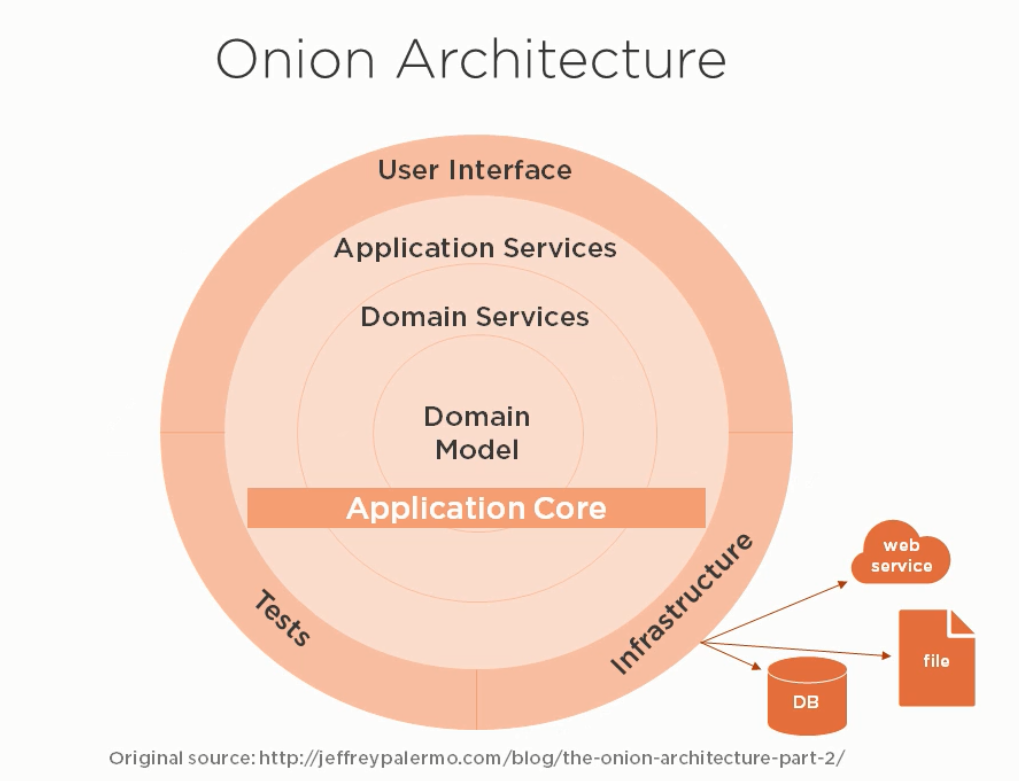 Onion Architecture
User Interface
Application Services
Domain Services
Domain
Model
Application Core
Tests
Infrastructure
web
service
file
DB
Original source: http://jeffreypalermo.com/blog/the-onion-architecture-part-2/